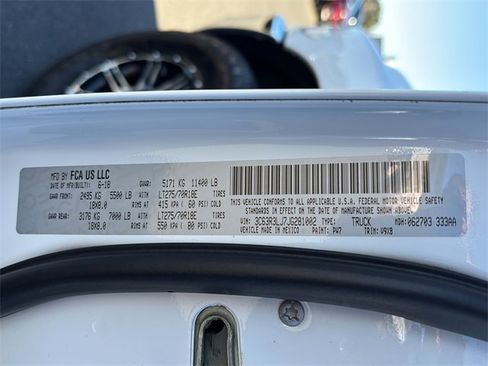 MFD BY FCA US LLC
DATE OF MFR(BUILT): 6-18 GVWR: 5171 KG 11400 LB
GAWR FRONT: 2495 KG 5500 LB LT275/70R18E TIRES
18X8.0 RIMS AT 415 KPA ( 60 PSI) COLD
GAWR REAR: 3176 KG 7000 LB LT275/70R18E TIRES
18X8.0 RIMS AT 550 KPA ( 80 PSI) COLD
THIS VEHICLE CONFORMS TO ALL APPLICABLE U.S.A. FEDERAL MOTOR VEHICLE
SAFETY STANDARDS IN EFFECT ON THE DATE OF MANUFACTURE SHOWN ABOVE.
VIN: 3C63R3LJ7JG281002 TYPE: TRUCK MDH: 062703 333AA
VEHICLE MADE IN MEXICO PAINT: PW7 TRIM: V9X8